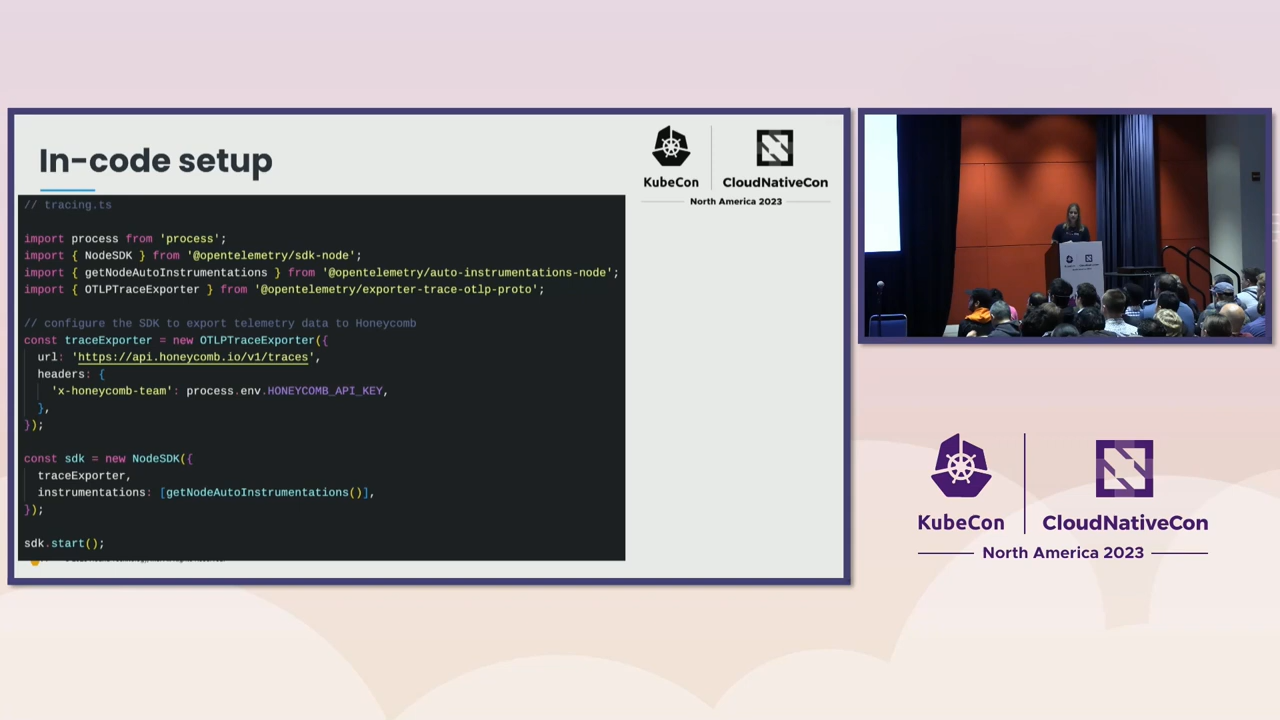 In-code setup
KubeCon
CloudNativeCon
North America 2023
// tracing.ts
import process from 'process';
import { NodeSDK } from '@opentelemetry/sdk-node';
import { getNodeAutoInstrumentations } from '@opentelemetry/auto-instrumentations-node';
import { OTLPTraceExporter } from '@opentelemetry/exporter-trace-otlp-proto';
// configure the SDK to export telemetry data to Honeycomb
const traceExporter = new OTLPTraceExporter({
url: 'https://api.honeycomb.io/v1/traces',
headers: {
'x-honeycomb-team': process.env.HONEYCOMB_API_KEY,
},
});
const sdk = new NodeSDK({
traceExporter,
instrumentations: [getNodeAutoInstrumentations()],
});
sdk.start();
KubeCon
CloudNativeCon
North America 2023